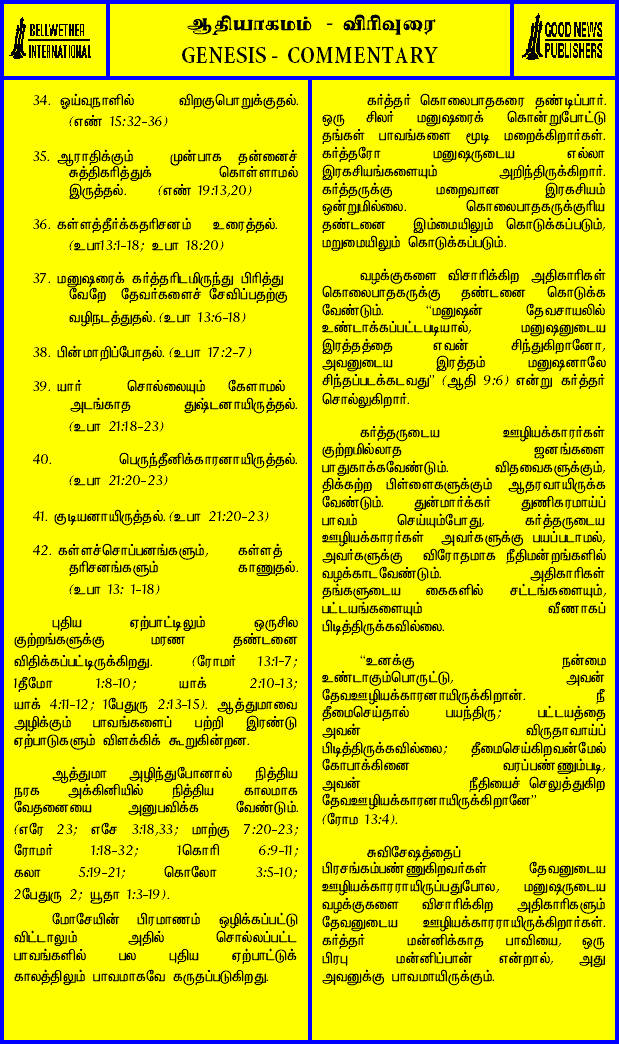 BELLWETHER
INTERNATIONAL
ஆதியாகமம் - விரிவுரை
GENESIS - COMMENTARY
GOOD NEWS
PUBLISHERS
34. ஓய்வுநாளில் விறகுபொறுக்குதல்.
(எண் 15:32-36)
35. ஆராதிக்கும் முன்பாக தன்னைச்
சுத்திகரித்துக் கொள்ளாமல்
இருத்தல். (எண் 19:13,20)
36. கள்ளத்தீர்க்கதரிசனம் உரைத்தல்.
(உபா13:1-18; உபா 18:20)
37. மனுஷரைக் கர்த்தரிடமிருந்து பிரித்து
வேறே தேவர்களைச் சேவிப்பதற்கு
வழிநடத்துதல். (உபா 13:6-18)
38. பின்மாறிப்போதல். (உபா 17:2-7)
39. யார் சொல்லையும் கேளாமல்
அடங்காத துஷ்டனாயிருத்தல்.
(உபா 21:18-23)
40. பெருந்தீனிக்காரனாயிருத்தல்.
(உபா 21:20-23)
41. குடியனாயிருத்தல். (உபா 21:20-23)
42. கள்ளச்சொப்பனங்களும், கள்ளத்
தரிசனங்களும் காணுதல்.
(உபா 13: 1-18)
புதிய ஏற்பாட்டிலும் ஒருசில
குற்றங்களுக்கு மரண தண்டனை
விதிக்கப்பட்டிருக்கிறது. (ரோமர் 13:1-7;
1தீமோ 1:8-10; யாக் 2:10-13;
யாக் 4:11-12; 1பேதுரு 2:13-15). ஆத்துமாவை
அழிக்கும் பாவங்களைப் பற்றி இரண்டு
ஏற்பாடுகளும் விளக்கிக் கூறுகின்றன.
ஆத்துமா அழிந்துபோனால் நித்திய
நரக அக்கினியில் நித்திய காலமாக
வேதனையை அனுபவிக்க வேண்டும்.
(எரே 23; எசே 3:18,33; மாற்கு 7:20-23;
ரோமர் 1:18-32; 1கொரி 6:9-11;
கலா 5:19-21; கொலோ 3:5-10;
2பேதுரு 2; யூதா 1:3-19).
மோசேயின் பிரமாணம் ஒழிக்கப்பட்டு
விட்டாலும் அதில் சொல்லப்பட்ட
பாவங்களில் பல புதிய ஏற்பாட்டுக்
காலத்திலும் பாவமாகவே கருதப்படுகிறது.
கர்த்தர் கொலைபாதகரை தண்டிப்பார்.
ஒரு சிலர் மனுஷரைக் கொன்றுபோட்டு
தங்கள் பாவங்களை மூடி மறைக்கிறார்கள்.
கர்த்தரோ மனுஷருடைய எல்லா
இரகசியங்களையும் அறிந்திருக்கிறார்.
கர்த்தருக்கு மறைவான இரகசியம்
ஒன்றுமில்லை. கொலைபாதகருக்குரிய
தண்டனை இம்மையிலும் கொடுக்கப்படும்,
மறுமையிலும் கொடுக்கப்படும்.
வழக்குகளை விசாரிக்கிற அதிகாரிகள்
கொலைபாதகருக்கு தண்டனை கொடுக்க
வேண்டும். “மனுஷன் தேவசாயலில்
உண்டாக்கப்பட்டபடியால், மனுஷனுடைய
இரத்தத்தை எவன் சிந்துகிறானோ,
அவனுடைய இரத்தம் மனுஷனாலே
சிந்தப்படக்கடவது” (ஆதி 9:6) என்று கர்த்தர்
சொல்லுகிறார்.
கர்த்தருடைய ஊழியக்காரர்கள்
குற்றமில்லாத ஜனங்களை
பாதுகாக்கவேண்டும். விதவைகளுக்கும்,
திக்கற்ற பிள்ளைகளுக்கும் ஆதரவாயிருக்க
வேண்டும். துன்மார்க்கர் துணிகரமாய்ப்
பாவம் செய்யும்போது, கர்த்தருடைய
ஊழியக்காரர்கள் அவர்களுக்கு பயப்படாமல்,
அவர்களுக்கு விரோதமாக நீதிமன்றங்களில்
வழக்காடவேண்டும். அதிகாரிகள்
தங்களுடைய கைகளில் சட்டங்களையும்,
பட்டயங்களையும் வீணாகப்
பிடித்திருக்கவில்லை.
“உனக்கு நன்மை
உண்டாகும்பொருட்டு, அவன்
தேவஊழியக்காரனாயிருக்கிறான். நீ
தீமைசெய்தால் பயந்திரு; பட்டயத்தை
அவன் விருதாவாய்ப்
பிடித்திருக்கவில்லை; தீமைசெய்கிறவன்மேல்
கோபாக்கினை வரப்பண்ணும்படி,
அவன் நீதியைச் செலுத்துகிற
தேவஊழியக்காரனாயிருக்கிறானே”
(ரோம 13:4).
சுவிசேஷத்தைப்
பிரசங்கம்பண்ணுகிறவர்கள் தேவனுடைய
ஊழியக்காரராயிருப்பதுபோல, மனுஷருடைய
வழக்குகளை விசாரிக்கிற அதிகாரிகளும்
தேவனுடைய ஊழியக்காரராயிருக்கிறார்கள்.
கர்த்தர் மன்னிக்காத பாவியை, ஒரு
பிரபு மன்னிப்பான் என்றால், அது
அவனுக்கு பாவமாயிருக்கும்.